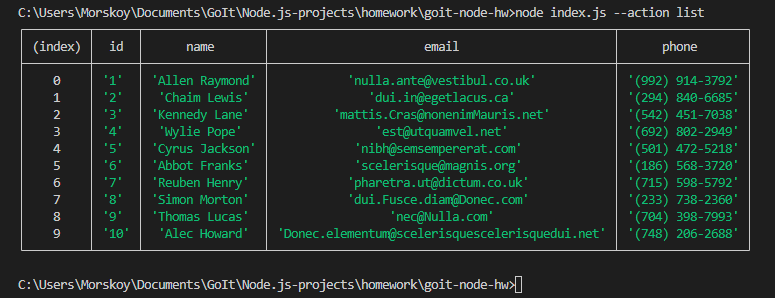 C:\Users\Morskoy\Documents\GoIt\Node.js-projects\homework\goit-node-hw>node index.js --action list
(index) id name email phone
0 '1' 'Allen Raymond' 'nulla.ante@vestibul.co.uk' '(992) 914-3792'
1 '2' 'Chaim Lewis' 'dui.in@egetlacus.ca' '(294) 840-6685'
2 '3' 'Kennedy Lane' 'mattis.Cras@nonenimMauris.net' '(542) 451-7038'
3 '4' 'Wylie Pope' 'est@utquamvel.net' '(692) 802-2949'
4 '5' 'Cyrus Jackson' 'nibh@semsempererat.com' '(501) 472-5218'
5 '6' 'Abbot Franks' 'scelerisque@magnis.org' '(186) 568-3720'
6 '7' 'Reuben Henry' 'pharetra.ut@dictum.co.uk' '(715) 598-5792'
7 '8' 'Simon Morton' 'dui.Fusce.diam@Donec.com' '(233) 738-2360'
8 '9' 'Thomas Lucas' 'nec@Nulla.com' '(704) 398-7993'
9 '10' 'Alec Howard' 'Donec.elementum@scelerisquescelerisquedui.net' '(748) 206-2688'
C:\Users\Morskoy\Documents\GoIt\Node.js-projects\homework\goit-node-hw>